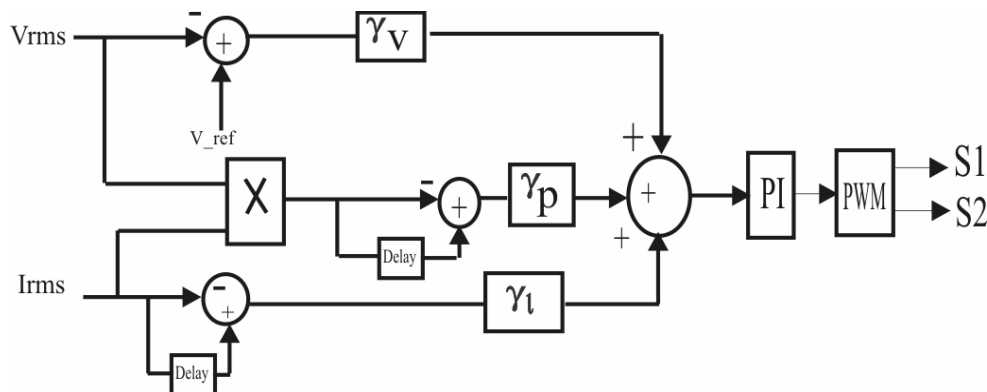 Vrms
-
+
V_ref
γv
+
X
-
+
Delay
γp
+
+
PI
PWM
S1
S2
Irms
-
+
Delay
γι